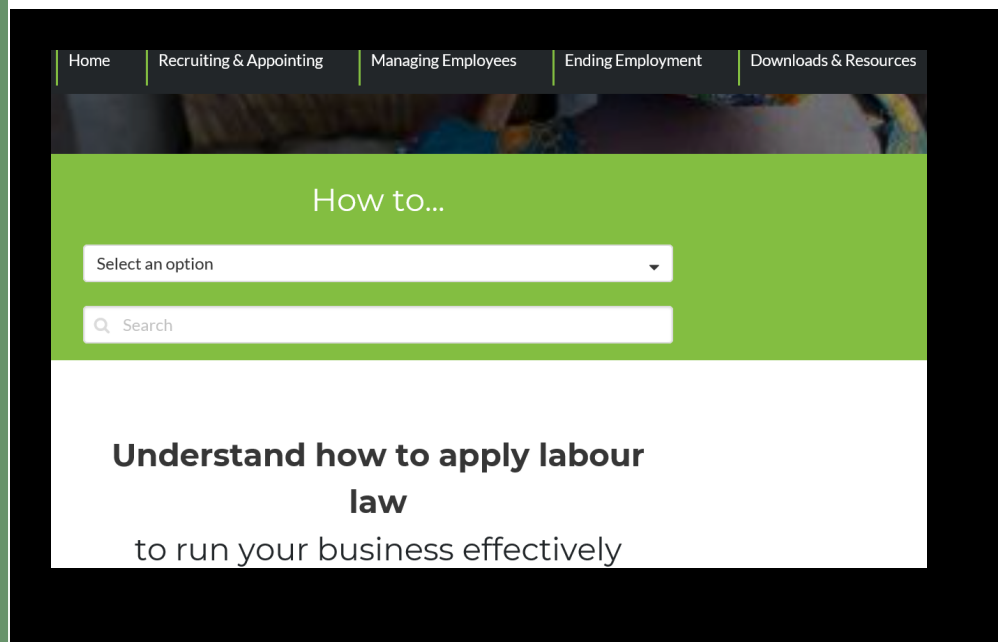 Home Recruiting & Appointing Managing Employees Ending Employment Downloads & Resources
How to...
Select an option
Search
Understand how to apply labour
law
to run your business effectively